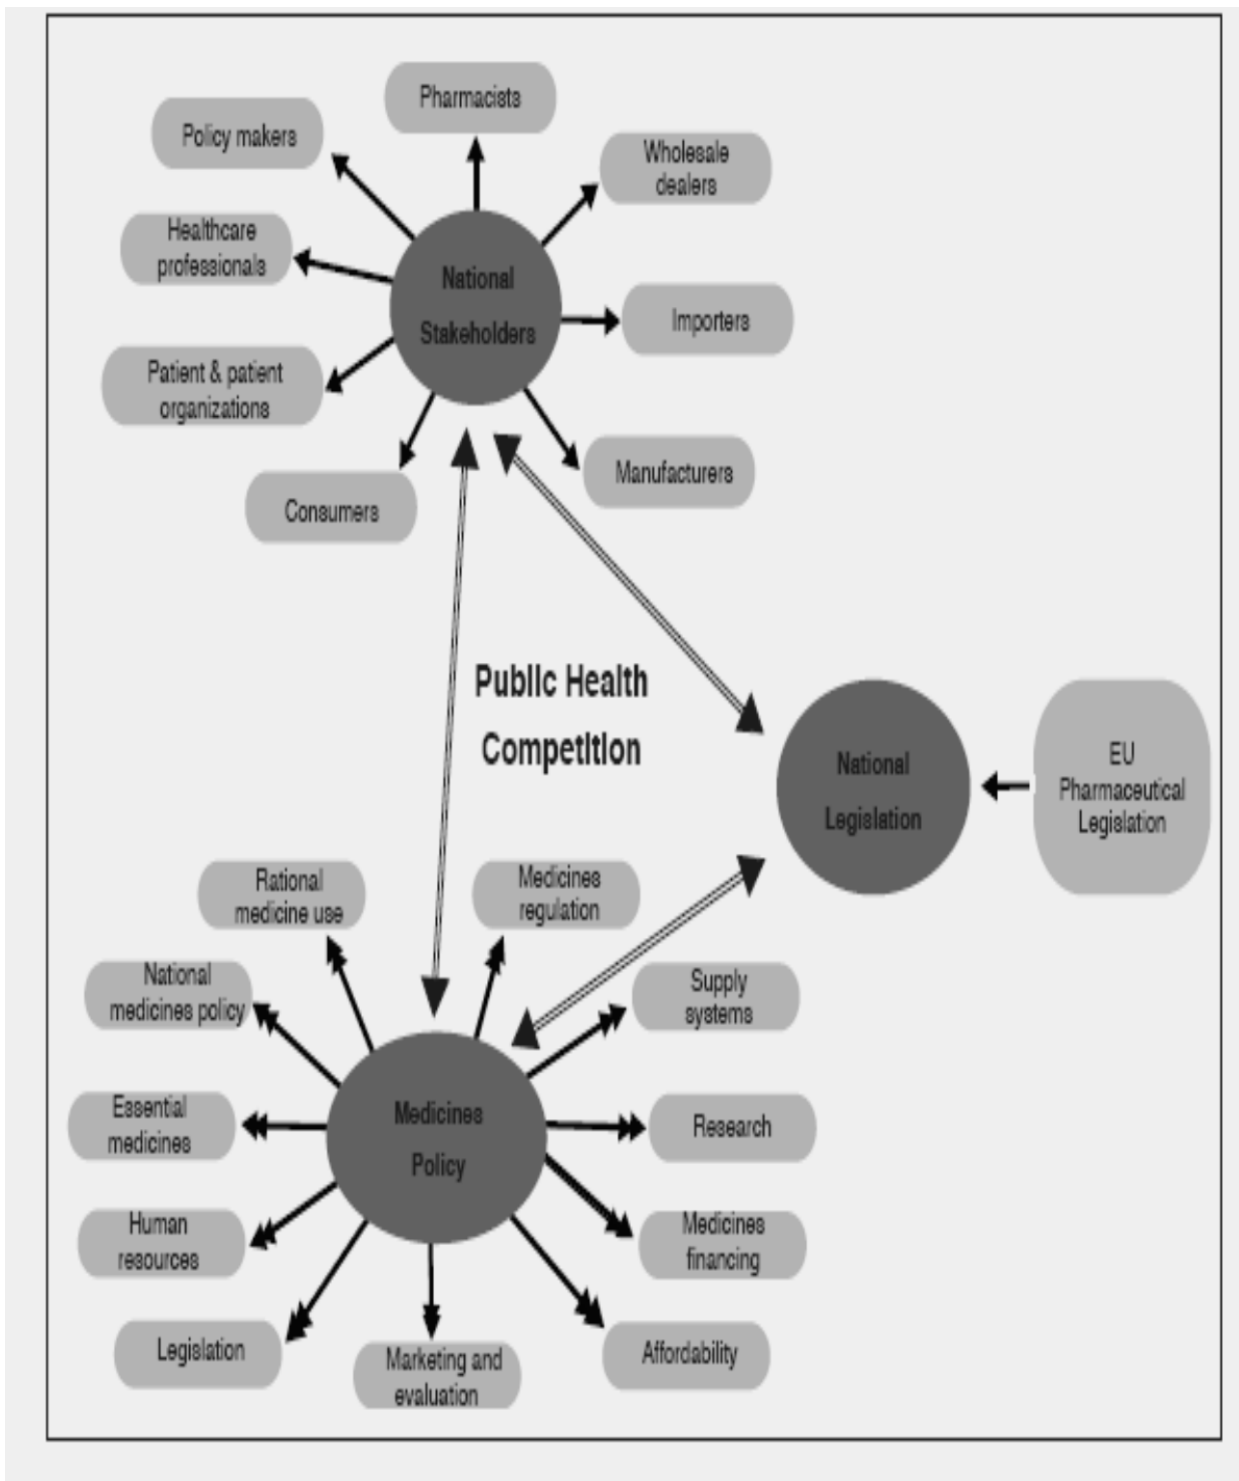 Pharmacists
Policy makers
Wholesale
dealers
Healthcare
professionals
National
Stakeholders
Importers
Patient & patient
organizations
Manufacturers
Consumers
Public Health
Competition
National
Legislation
EU
Pharmaceutical
Legislation
Rational
medicine use
Medicines
regulation
National
medicines policy
Supply
systems
Essential
medicines
Medicines
Policy
Research
Human
resources
Medicines
financing
Legislation
Marketing and
evaluation
Affordability